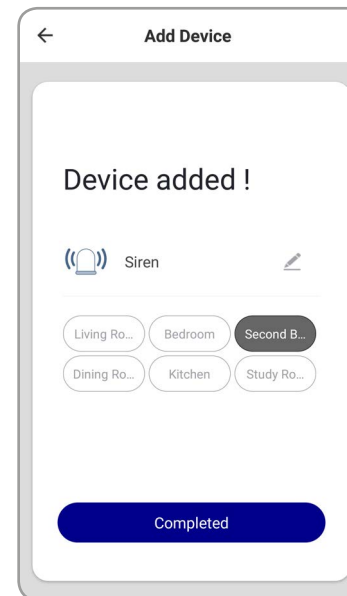 Add Device
Device added !
Siren
Living Ro... Bedroom Second B...
Dining Ro... Kitchen Study Ro...
Completed